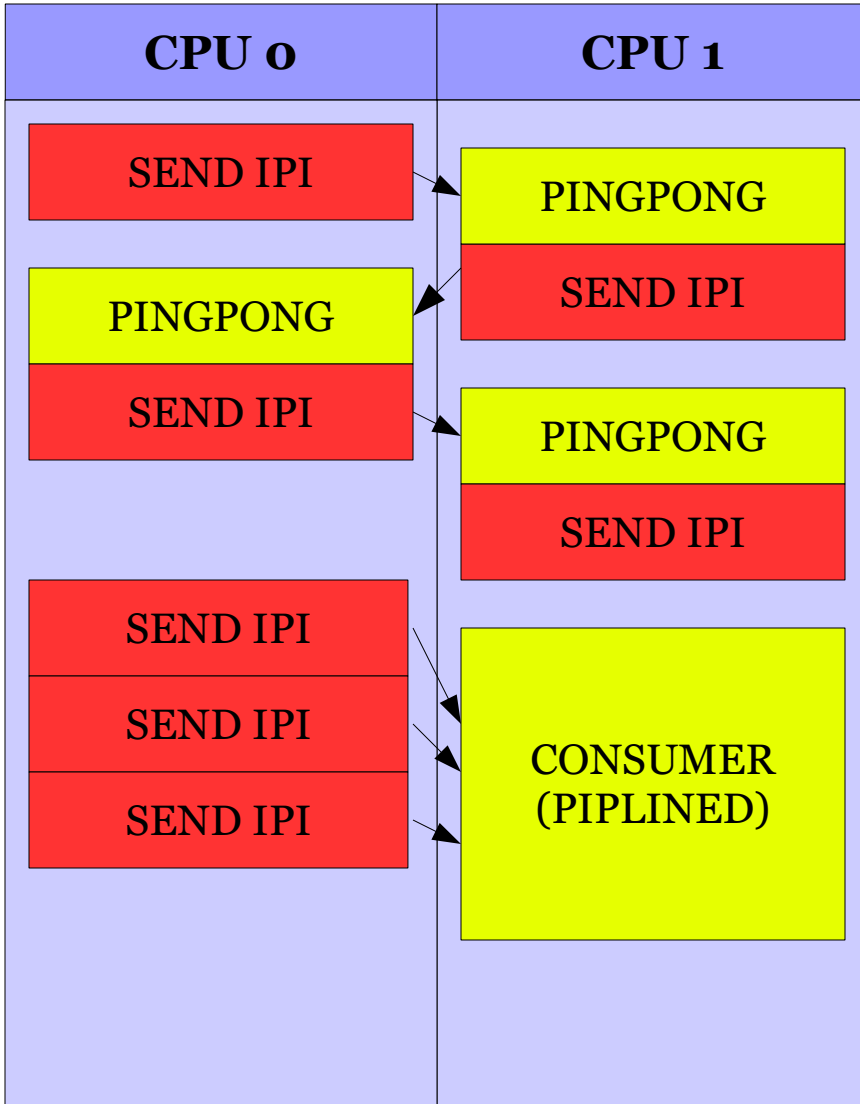 CPU 0
CPU 1
SEND IPI
PINGPONG
SEND IPI
PINGPONG
SEND IPI
PINGPONG
SEND IPI
SEND IPI
SEND IPI
SEND IPI
CONSUMER
(PIPLINED)